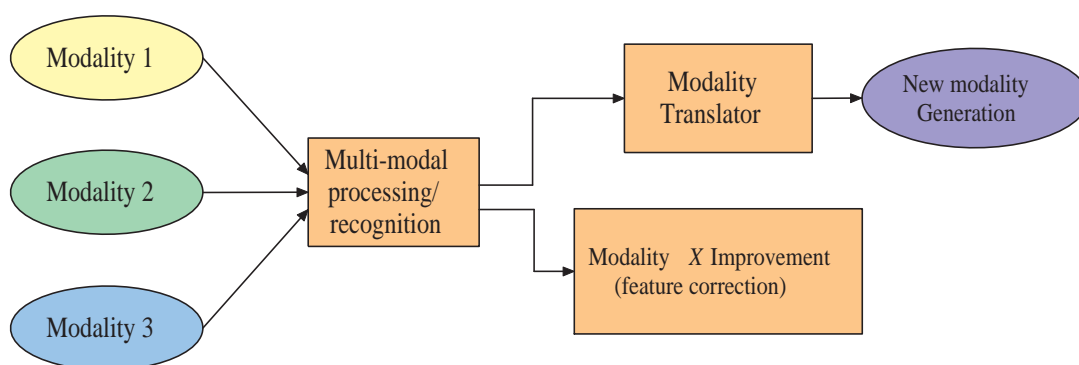 Modality 1
Modality 2
Modality 3
Multi-modal
processing/
recognition
Modality
Translator
New modality
Generation
Modality X Improvement
(feature correction)